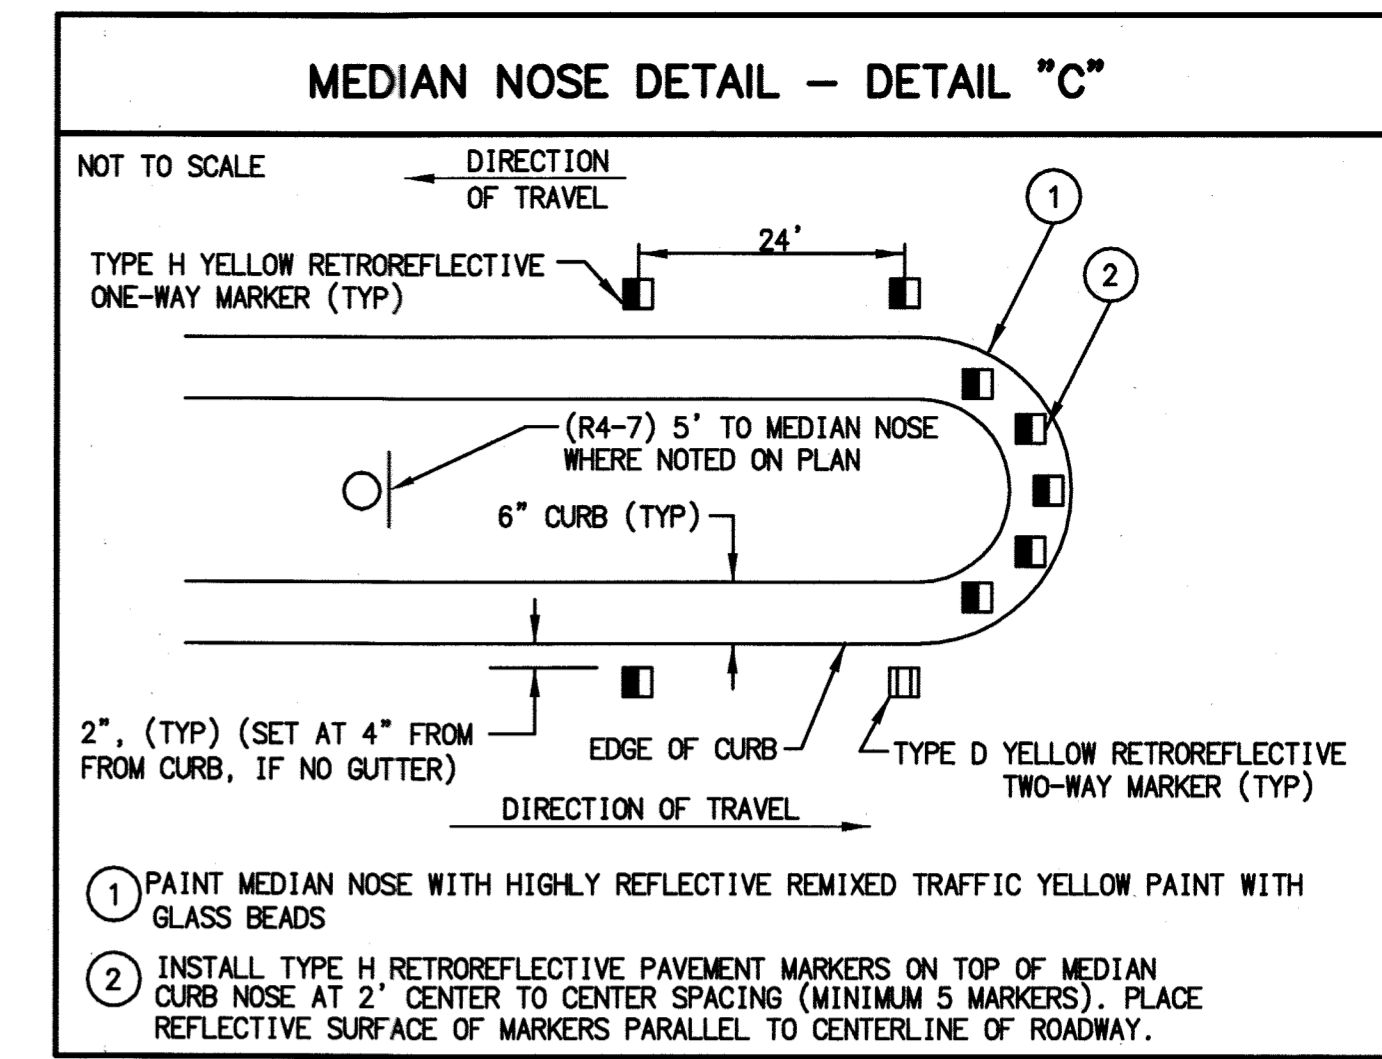 MEDIAN NOSE DETAIL – DETAIL "C"
NOT TO SCALE
DIRECTION
OF TRAVEL
1
24'
2
TYPE H YELLOW RETROREFLECTIVE
ONE-WAY MARKER (TYP)
(R4-7) 5' TO MEDIAN NOSE
WHERE NOTED ON PLAN
6" CURB (TYP)
2", (TYP) (SET AT 4" FROM
FROM CURB, IF NO GUTTER)
EDGE OF CURB
TYPE D YELLOW RETROREFLECTIVE
TWO-WAY MARKER (TYP)
DIRECTION OF TRAVEL
1 PAINT MEDIAN NOSE WITH HIGHLY REFLECTIVE REMIXED TRAFFIC YELLOW PAINT WITH
GLASS BEADS
2 INSTALL TYPE H RETROREFLECTIVE PAVEMENT MARKERS ON TOP OF MEDIAN
CURB NOSE AT 2' CENTER TO CENTER SPACING (MINIMUM 5 MARKERS). PLACE
REFLECTIVE SURFACE OF MARKERS PARALLEL TO CENTERLINE OF ROADWAY.